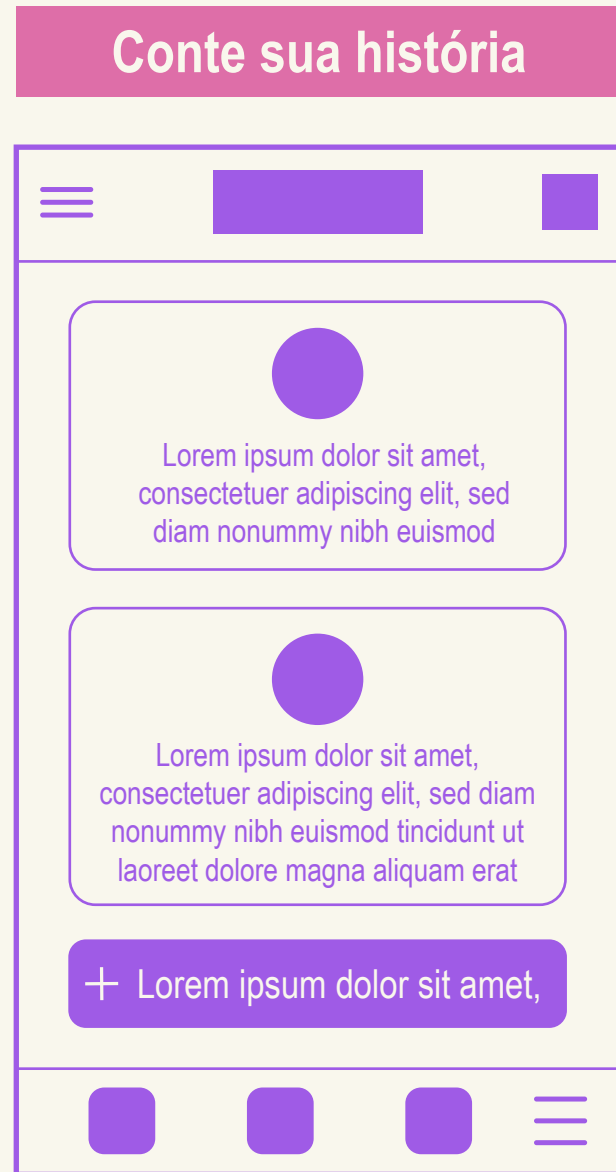 Conte sua história
Lorem ipsum dolor sit amet,
consectetuer adipiscing elit, sed
diam nonummy nibh euismod
Lorem ipsum dolor sit amet,
consectetuer adipiscing elit, sed diam
nonummy nibh euismod tincidunt ut
laoreet dolore magna aliquam erat
+ Lorem ipsum dolor sit amet,